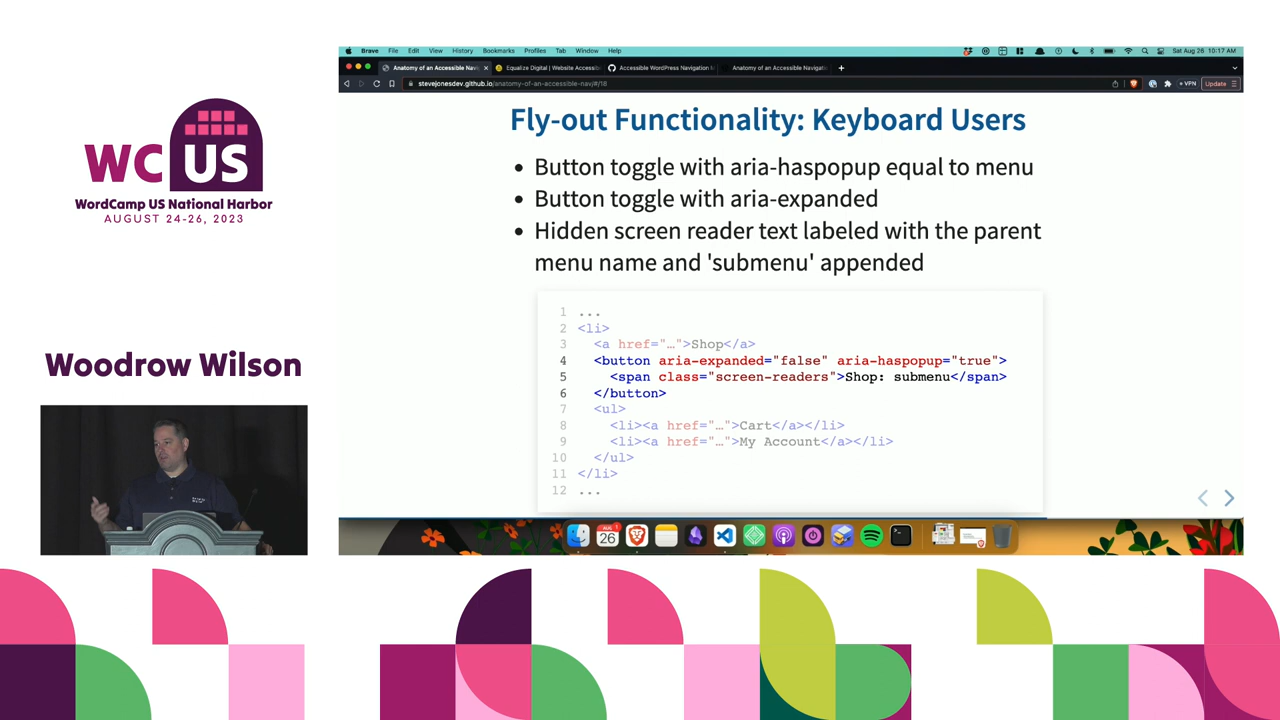 WC US
WordCamp US National Harbor
AUGUST 24-26, 2023
Woodrow Wilson
Brave File Edit View History Bookmarks Profiles Tab Window Help
Sat Aug 26 10:17 AM
Anatomy of an Accessible Navi
Equalize Digital | Website Accessib
Accessible WordPress Navigation
Anatomy of an Accessible Navigat
stevejonesdev.github.io/anatomy-of-an-accessible-nav/#/18
VPN
Update
Fly-out Functionality: Keyboard Users
• Button toggle with aria-haspopup equal to menu
• Button toggle with aria-expanded
• Hidden screen reader text labeled with the parent
menu name and 'submenu' appended
1 ...
2 <li>
3 <a href="…">Shop</a>
4 <button aria-expanded="false" aria-haspopup="true">
5 <span class="screen-readers">Shop: submenu</span>
6 </button>
7 <ul>
8 <li><a href="…">Cart</a></li>
9 <li><a href="…">My Account</a></li>
10 </ul>
11 </li>
12 ...
AUG
26